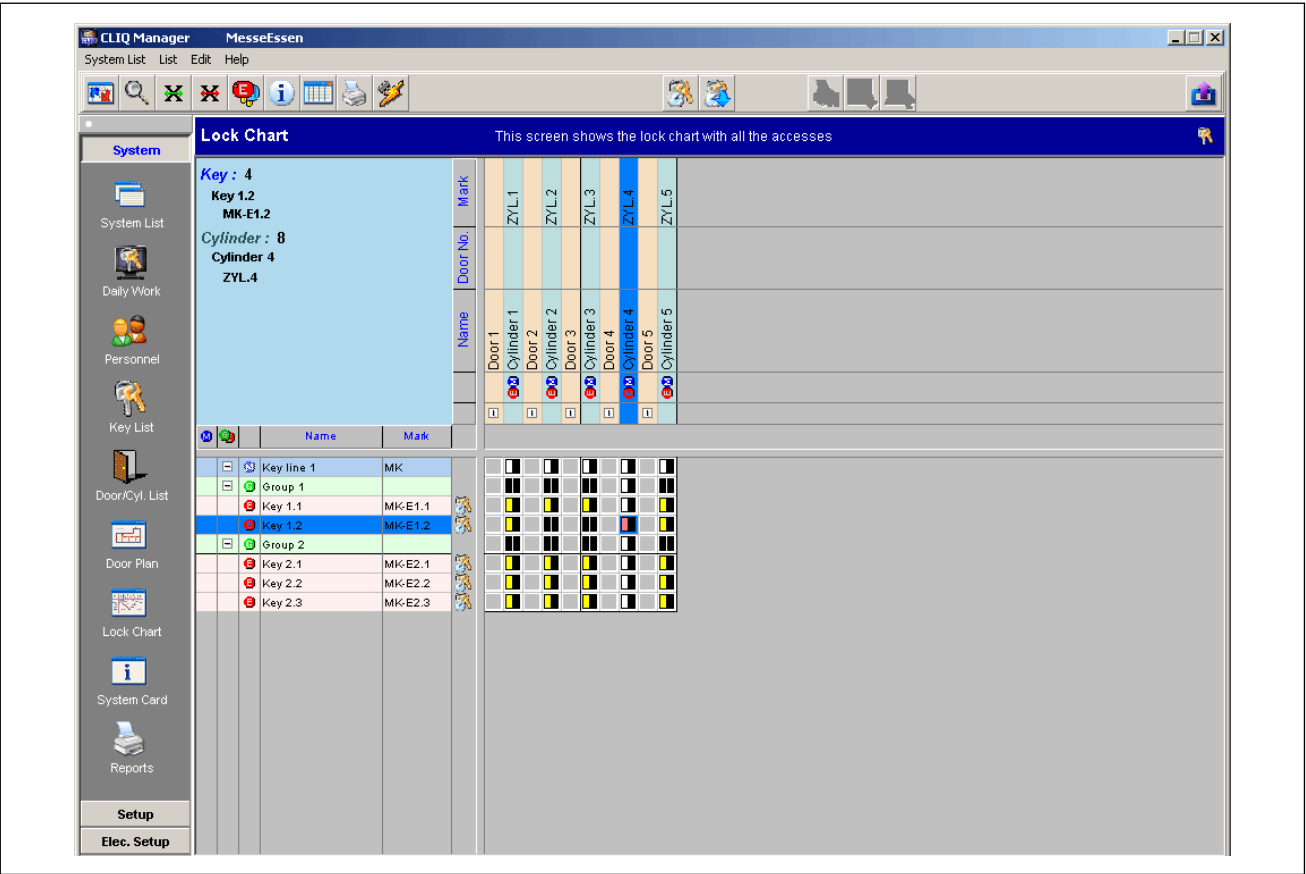 CLIQ Manager MesseEssen
System List List Edit Help
System
System List
Daily Work
Personnel
Key List
Door/Cyl. List
Door Plan
Lock Chart
System Card
Reports
Setup
Elec. Setup
Lock Chart This screen shows the lock chart with all the accesses
Key : 4
Key 1.2
MK-E1.2
Cylinder : 8
Cylinder 4
ZYL.4
Mark
Door No.
Name
ZYL.1
ZYL.2
ZYL.3
ZYL.4
ZYL.5
Door 1
Cylinder 1
Door 2
Cylinder 2
Door 3
Cylinder 3
Door 4
Cylinder 4
Door 5
Cylinder 5
E M E M E M E M E M
M G Name Mark
Key line 1 MK
G Group 1
E Key 1.1 MK-E1.1
E Key 1.2 MK-E1.2
G Group 2
E Key 2.1 MK-E2.1
E Key 2.2 MK-E2.2
E Key 2.3 MK-E2.3